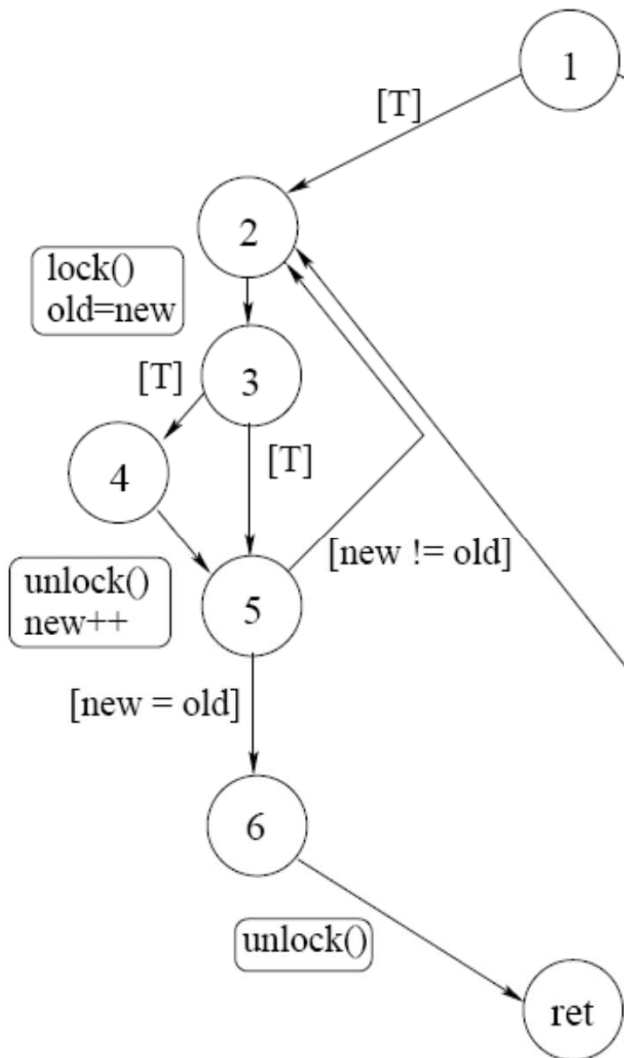 1
[T]
2
lock()
old=new
[T]
3
[T]
4
[new != old]
unlock()
new++
5
[new = old]
6
unlock()
ret